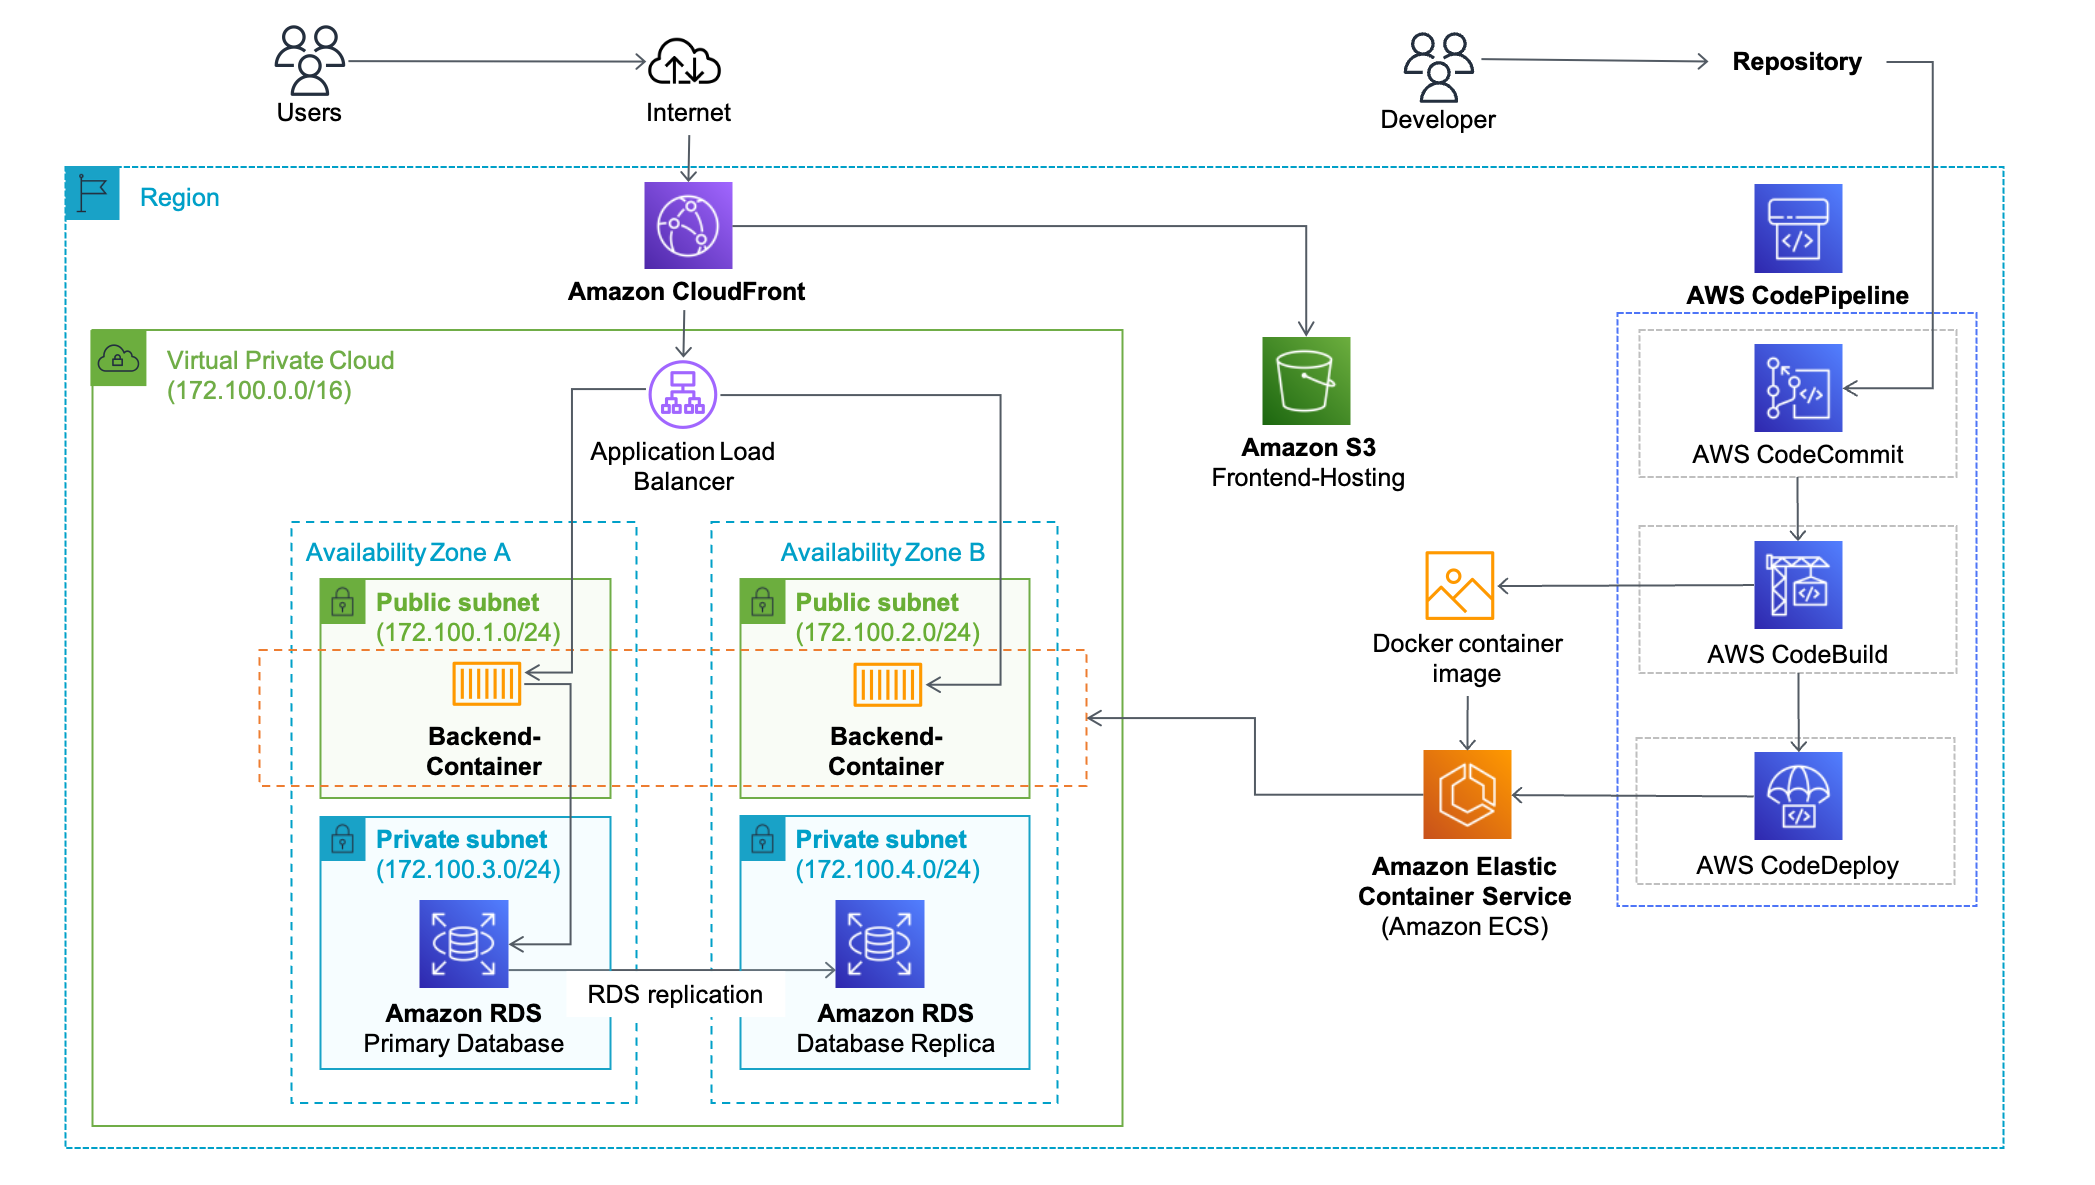 Users
Internet
Developer
Repository
Region
Amazon CloudFront
AWS CodePipeline
Virtual Private Cloud
(172.100.0.0/16)
Application Load
Balancer
Amazon S3
Frontend-Hosting
AWS CodeCommit
Availability Zone A
Availability Zone B
Public subnet
(172.100.1.0/24)
Public subnet
(172.100.2.0/24)
Docker container
image
AWS CodeBuild
Backend-
Container
Backend-
Container
Private subnet
(172.100.3.0/24)
Private subnet
(172.100.4.0/24)
Amazon Elastic
Container Service
(Amazon ECS)
AWS CodeDeploy
RDS replication
Amazon RDS
Primary Database
Amazon RDS
Database Replica